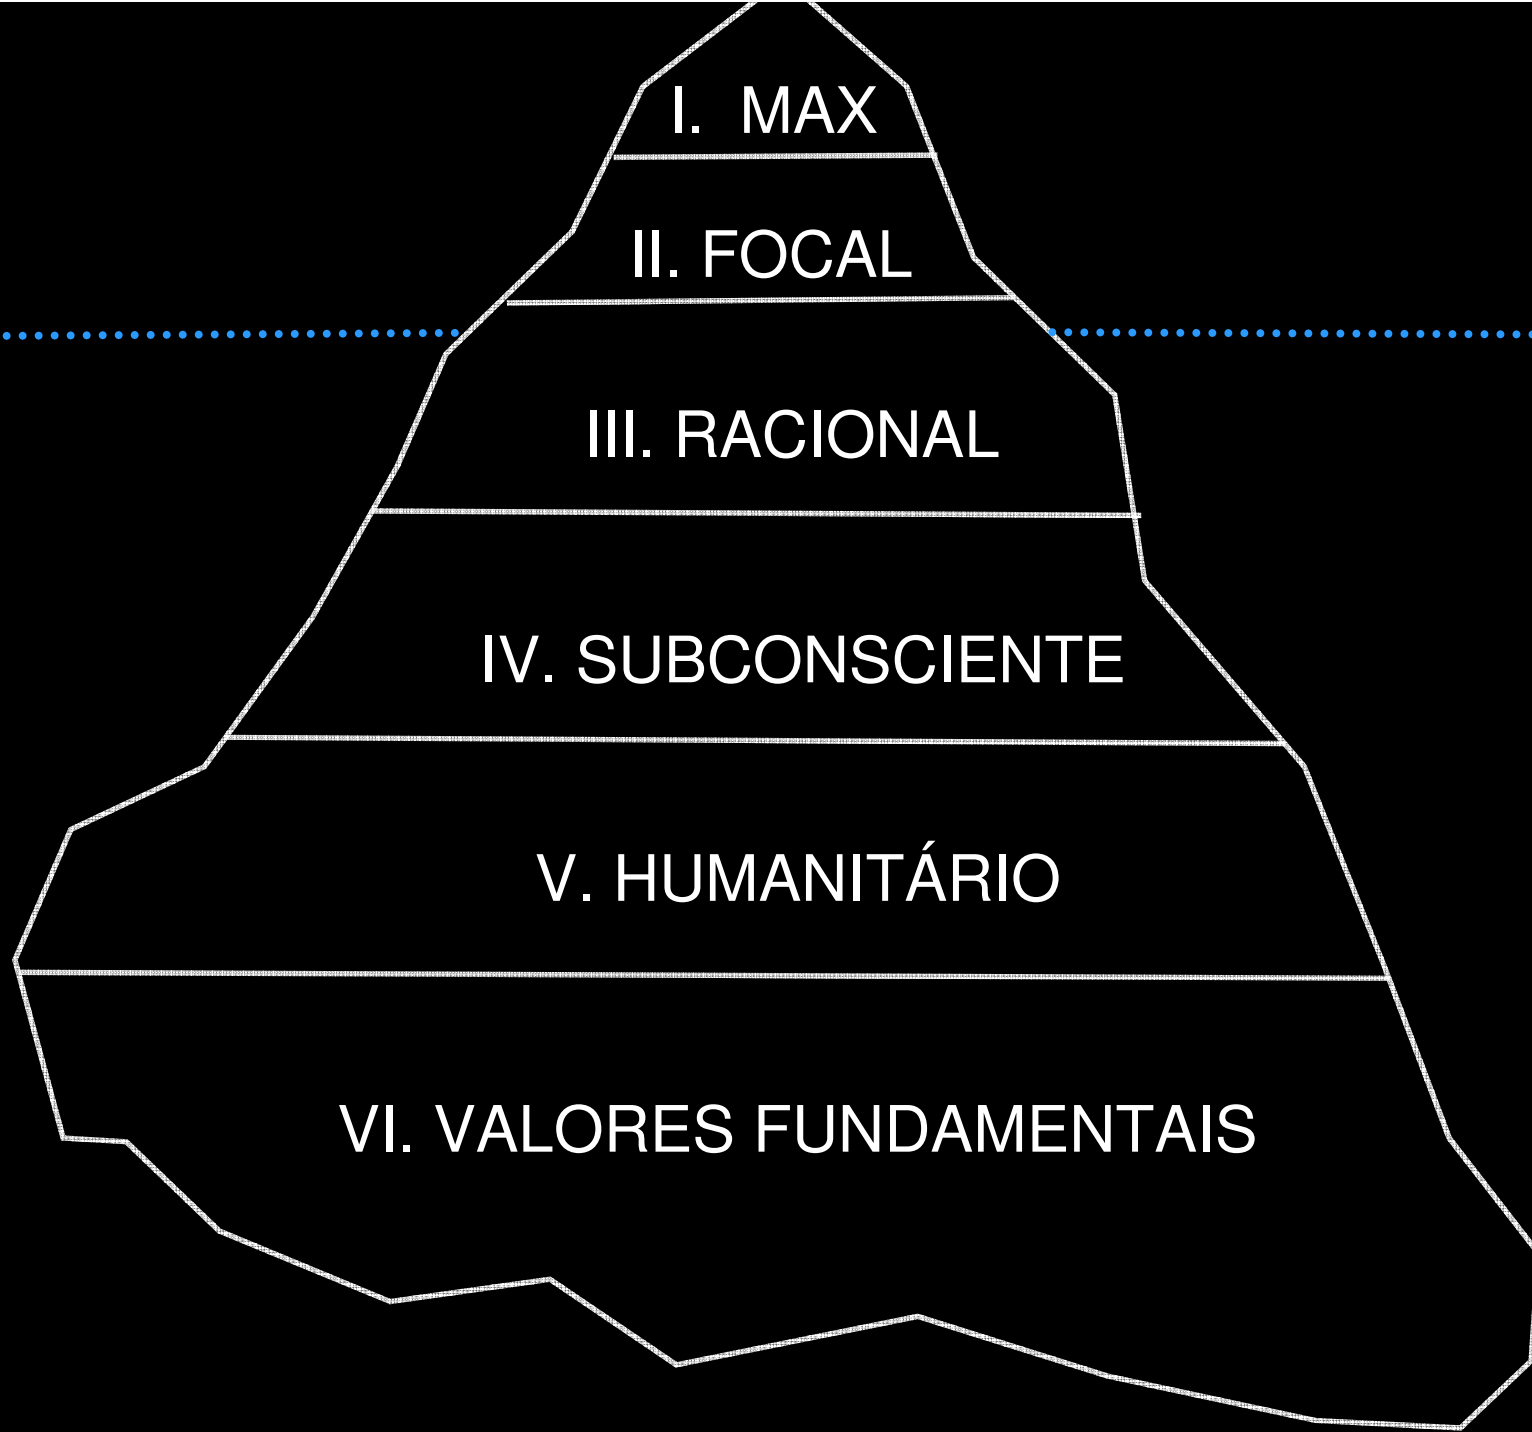 I. MAX
II. FOCAL
III. RACIONAL
IV. SUBCONSCIENTE
V. HUMANITÁRIO
VI. VALORES FUNDAMENTAIS